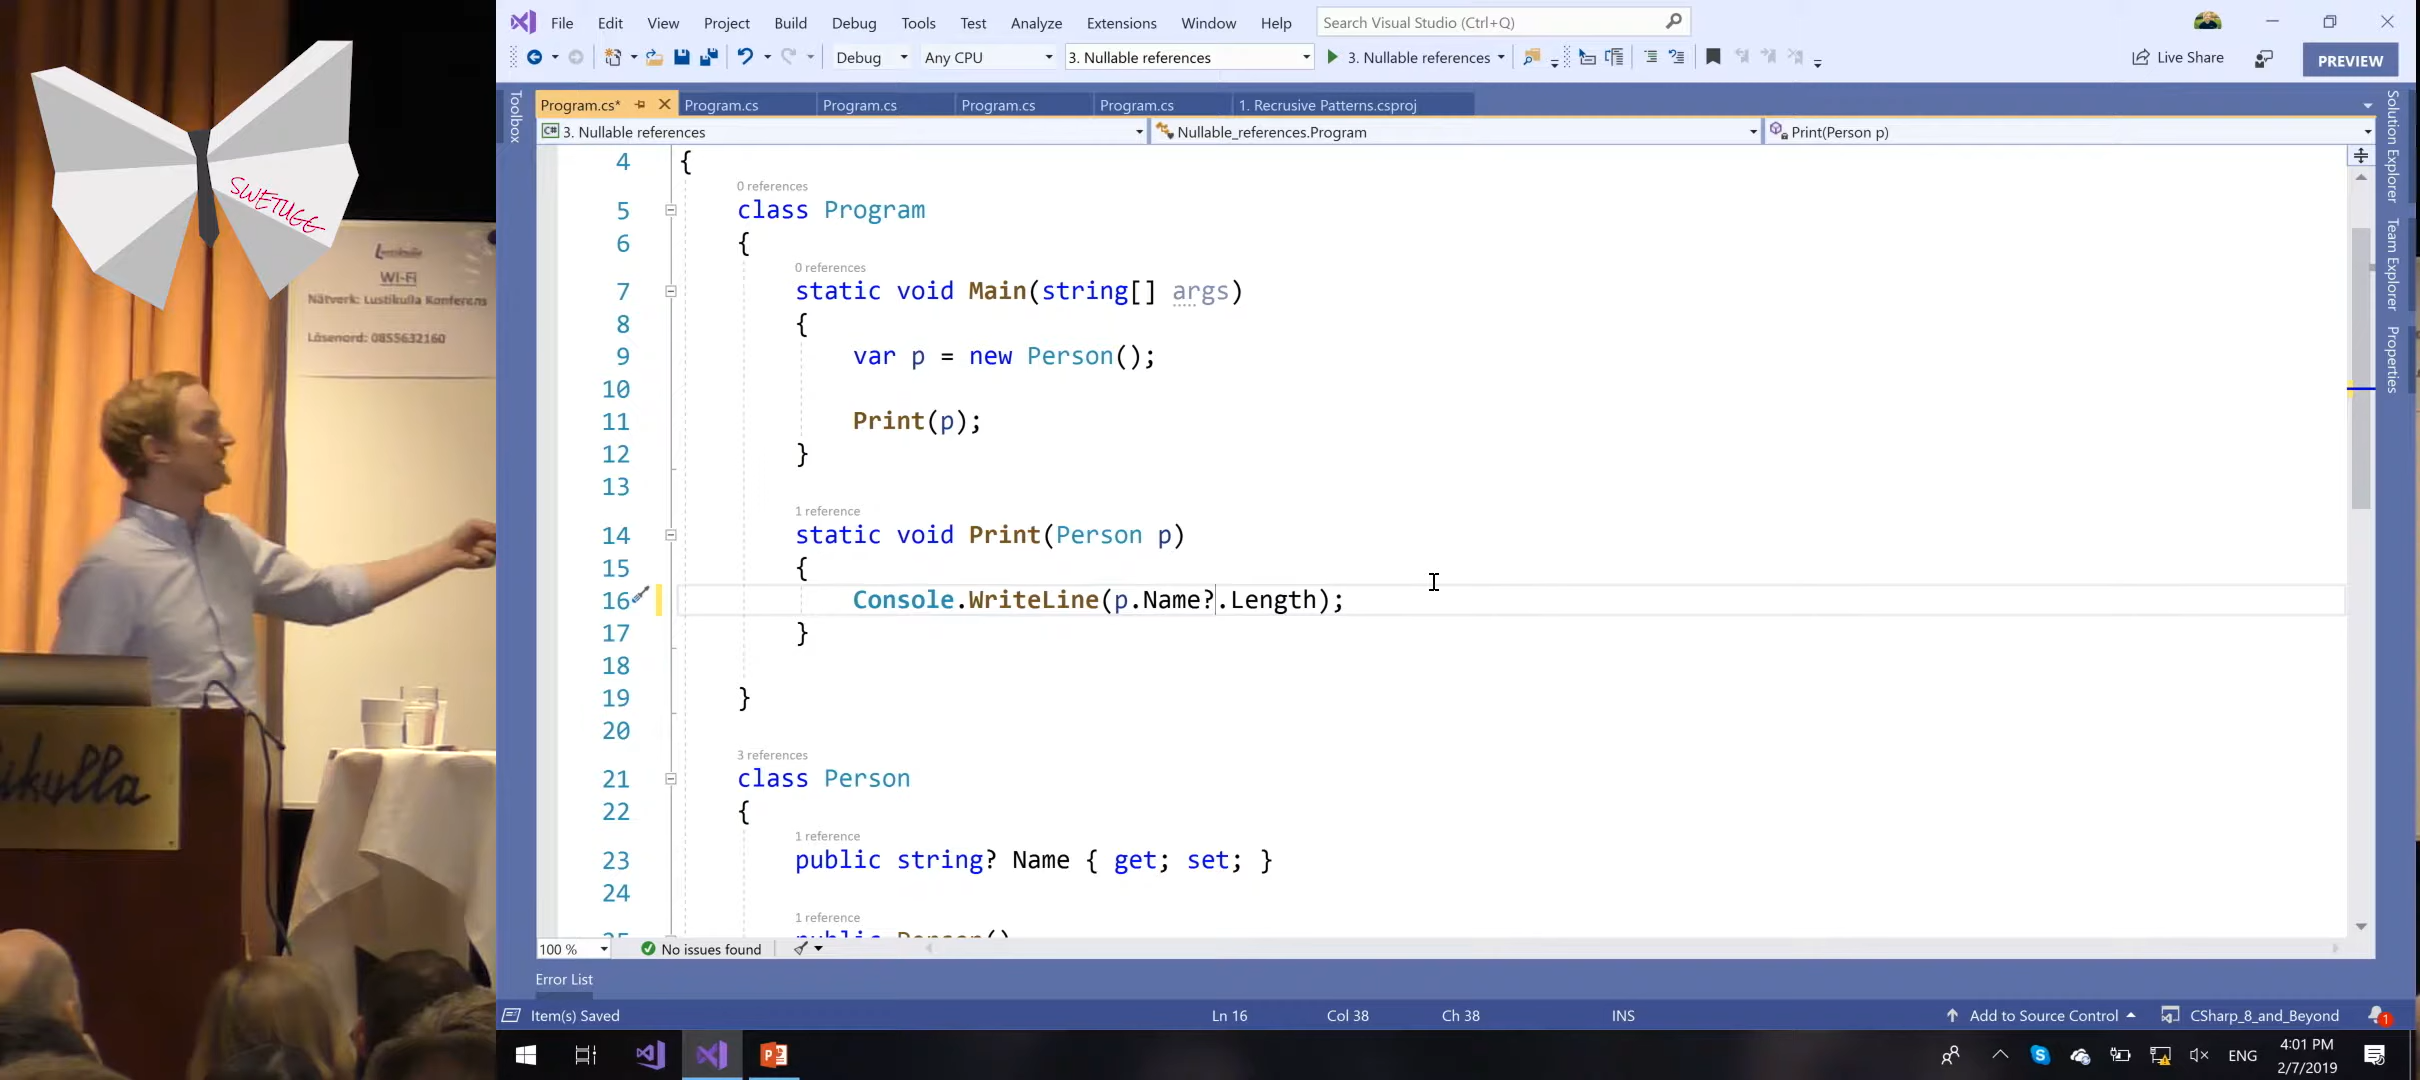 SWETUGG
Lustikulla
WI-FI
Nätverk: Lustikulla Konferens
Lösenord: 0855632160
File Edit View Project Build Debug Tools Test Analyze Extensions Window Help Search Visual Studio (Ctrl+Q)
Debug Any CPU 3. Nullable references 3. Nullable references Live Share PREVIEW
Toolbox
Program.cs* Program.cs Program.cs Program.cs Program.cs 1. Recrusive Patterns.csproj
C# 3. Nullable references Nullable_references.Program Print(Person p)
4 {
0 references
5 class Program
6 {
0 references
7 static void Main(string[] args)
8 {
9 var p = new Person();
10
11 Print(p);
12 }
13
1 reference
14 static void Print(Person p)
15 {
16 Console.WriteLine(p.Name?.Length);
17 }
18
19 }
20
3 references
21 class Person
22 {
1 reference
23 public string? Name { get; set; }
24
1 reference
25 public Person()
Solution Explorer
Team Explorer
Properties
100 % No issues found
Error List
Item(s) Saved Ln 16 Col 38 Ch 38 INS Add to Source Control CSharp_8_and_Beyond 1
ENG
4:01 PM
2/7/2019
ikulla